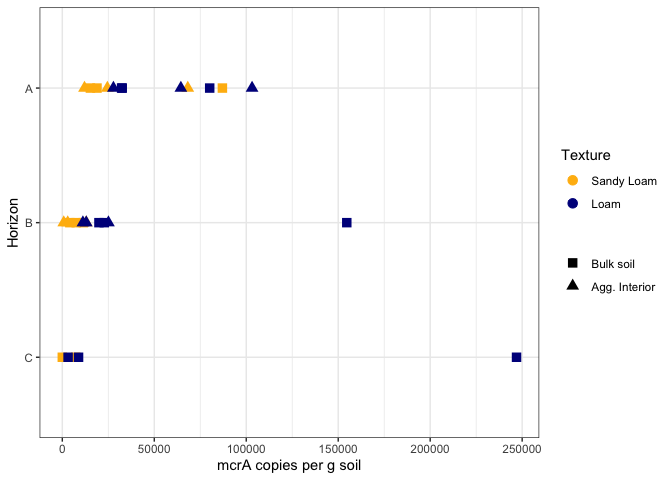 A
B
C
Horizon
0
50000
100000
150000
200000
250000
mcrA copies per g soil
Texture
Sandy Loam
Loam
Bulk soil
Agg. Interior